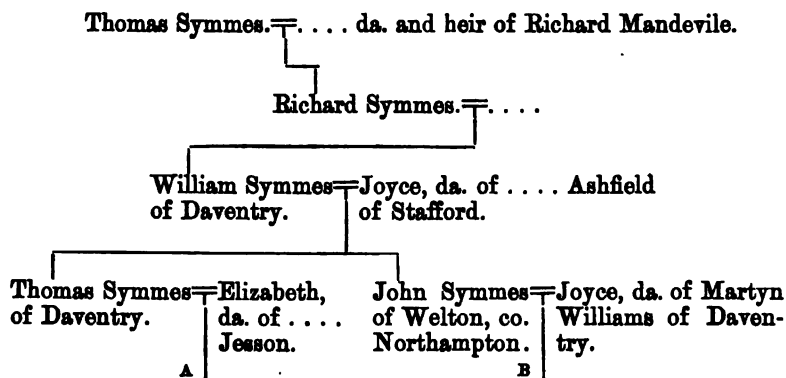 Thomas Symmes.=.... da. and heir of Richard Mandevile.
Richard Symmes.=....
William Symmes=Joyce, da. of .... Ashfield
of Daventry. of Stafford.
Thomas Symmes=Elizabeth, John Symmes=Joyce, da. of Martyn
of Daventry. da. of .... of Welton, co. Williams of Daven-
Jesson. Northampton. try.
A B